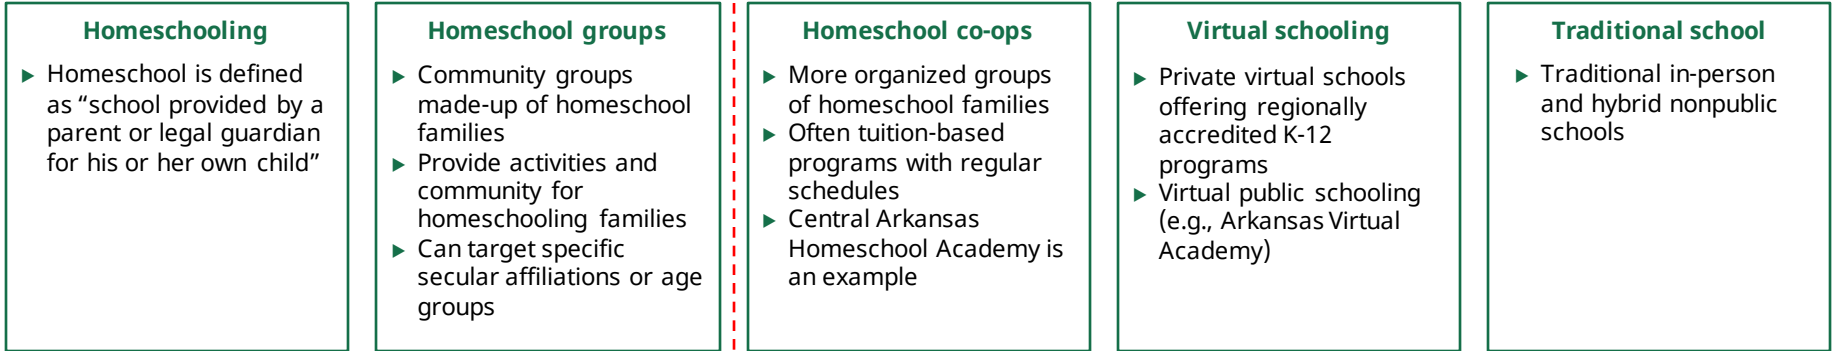 Homeschooling
▶ Homeschool is defined
as “school provided by a
parent or legal guardian
for his or her own child”
Homeschool groups
▶ Community groups
made-up of homeschool
families
▶ Provide activities and
community for
homeschooling families
▶ Can target specific
secular affiliations or age
groups
Homeschool co-ops
▶ More organized groups
of homeschool families
▶ Often tuition-based
programs with regular
schedules
▶ Central Arkansas
Homeschool Academy is
an example
Virtual schooling
▶ Private virtual schools
offering regionally
accredited K-12
programs
▶ Virtual public schooling
(e.g., Arkansas Virtual
Academy)
Traditional school
▶ Traditional in-person
and hybrid nonpublic
schools